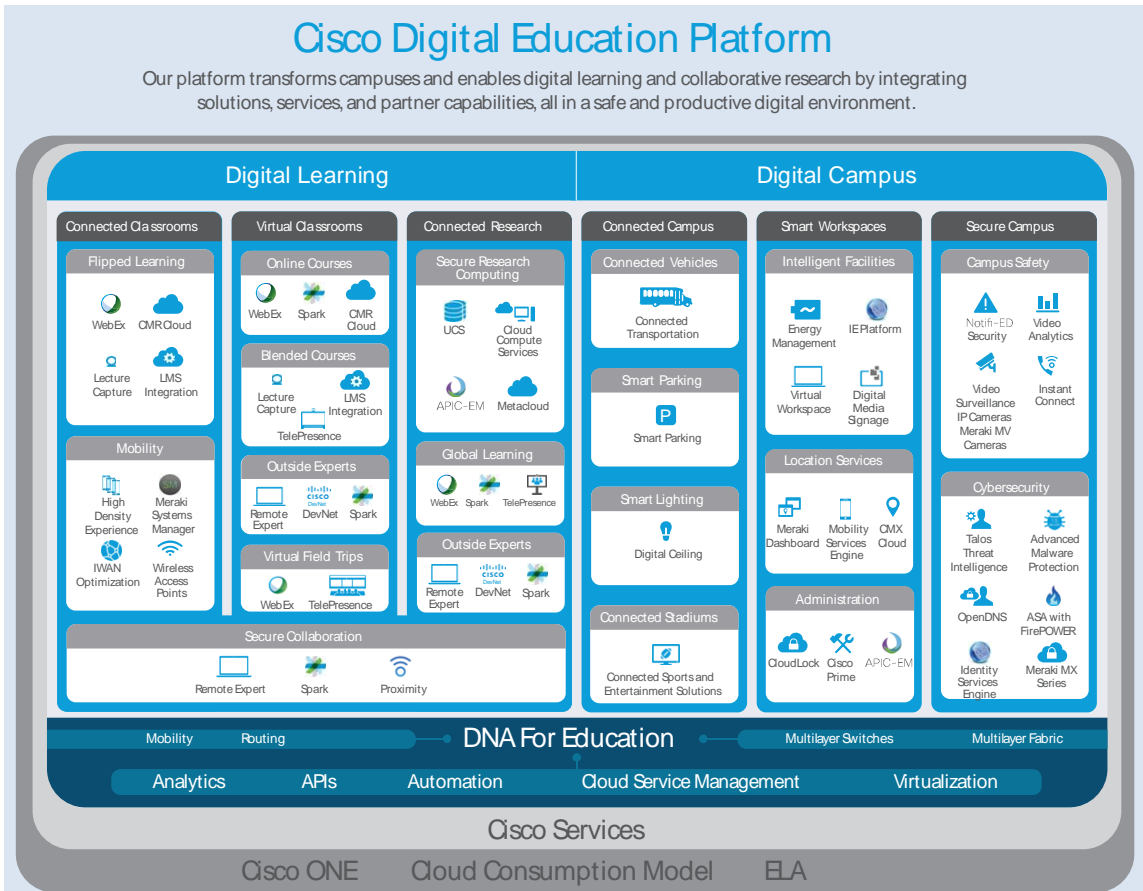 Cisco Digital Education Platform
Our platform transforms campuses and enables digital learning and collaborative research by integrating
solutions, services, and partner capabilities, all in a safe and productive digital environment.
Digital Learning
Digital Campus
Connected Classrooms
Flipped Learning
WebEx
CMR Cloud
Lecture
Capture
LMS
Integration
Mobility
High
Density
Experience
SM
Meraki
Systems
Manager
IWAN
Optimization
Wireless
Access
Points
Virtual Classrooms
Online Courses
WebEx
Spark
CMR
Cloud
Blended Courses
Lecture
Capture
LMS
Integration
TelePresence
Outside Experts
Remote
Expert
CISCO
DevNet
DevNet
Spark
Virtual Field Trips
WebEx
TelePresence
Connected Research
Secure Research
Computing
UCS
Cloud
Compute
Services
APIC-EM
Metacloud
Global Learning
WebEx
Spark
TelePresence
Outside Experts
Remote
Expert
CISCO
DevNet
DevNet
Spark
Secure Collaboration
Remote Expert
Spark
Proximity
Connected Campus
Connected Vehicles
Connected
Transportation
Smart Parking
P
Smart Parking
Smart Lighting
Digital Ceiling
Connected Stadiums
Connected Sports and
Entertainment Solutions
Smart Workspaces
Intelligent Facilities
Energy
Management
IE Platform
Virtual
Workspace
Digital
Media
Signage
Location Services
Meraki
Dashboard
Mobility
Services
Engine
CMX
Cloud
Administration
CloudLock
Cisco
Prime
APIC-EM
Secure Campus
Campus Safety
Notifi-ED
Security
Video
Analytics
Video
Surveillance
IP Cameras
Meraki MV
Cameras
Instant
Connect
Cybersecurity
Talos
Threat
Intelligence
Advanced
Malware
Protection
OpenDNS
ASA with
FirePOWER
Identity
Services
Engine
Meraki MX
Series
Mobility Routing DNA For Education Multilayer Switches Multilayer Fabric
Analytics APIs Automation Cloud Service Management Virtualization
Cisco Services
Cisco ONE Cloud Consumption Model ELA